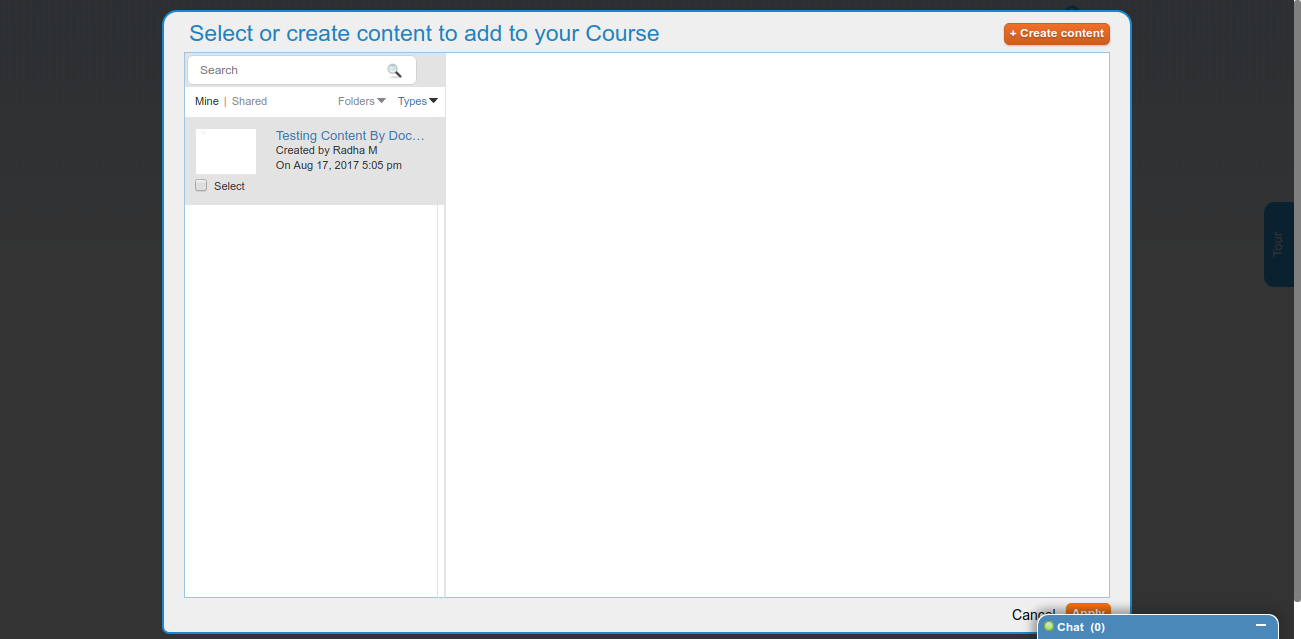 Select or create content to add to your Course
+ Create content
Search
Mine | Shared
Folders
Types
Testing Content By Doc...
Created by Radha M
On Aug 17, 2017 5:05 pm
Select
Tour
Cancel
Apply
Chat (0)